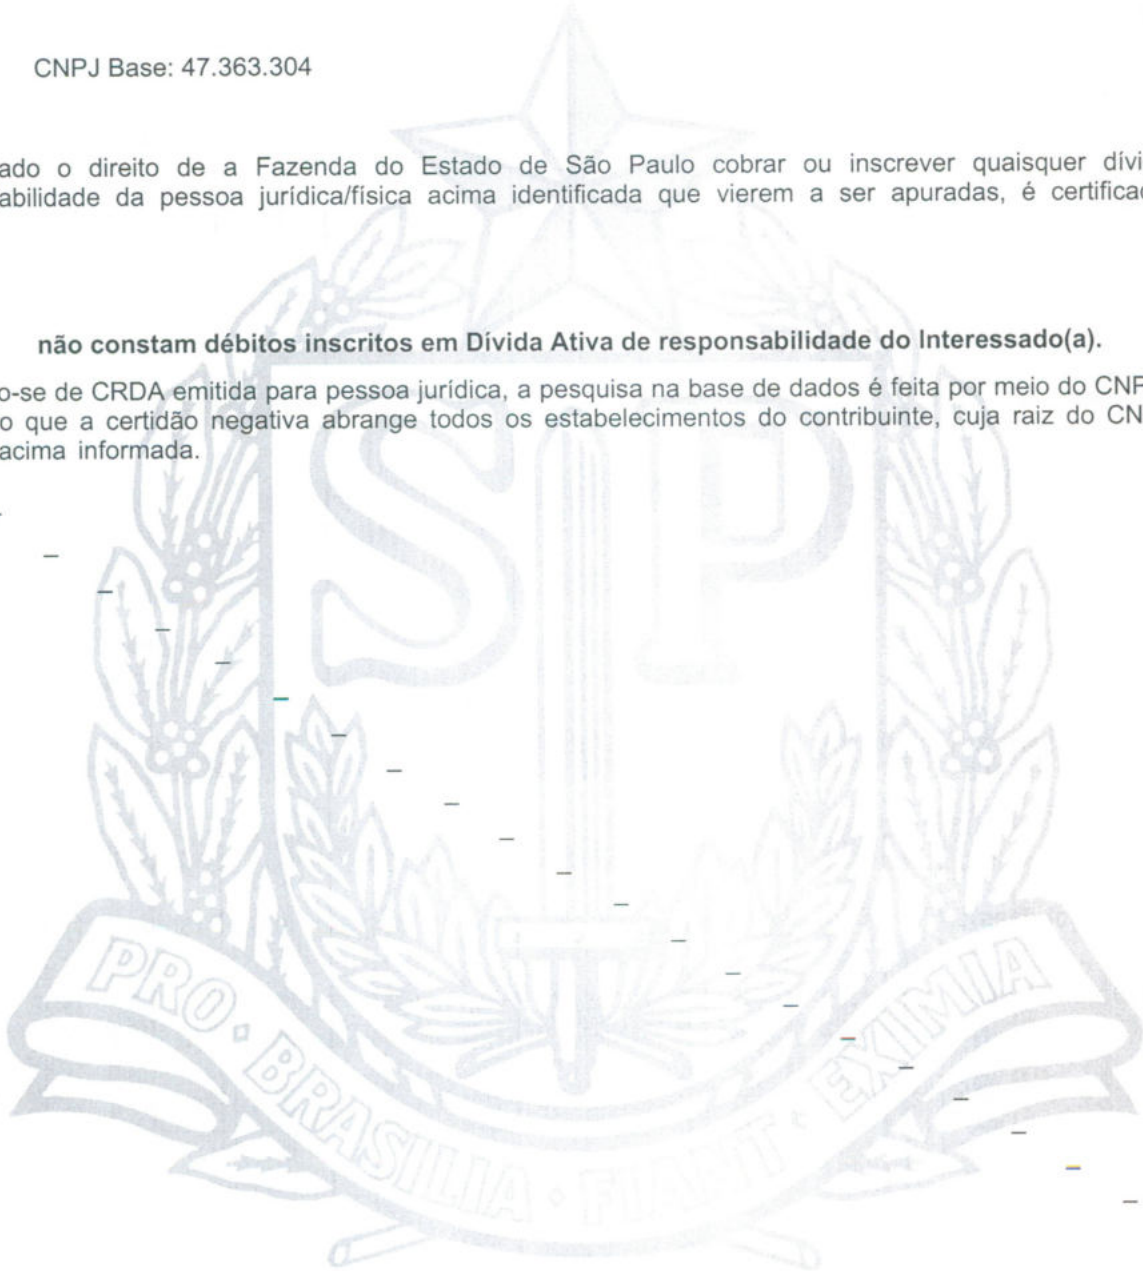 CNPJ Base: 47.363.304
ado o direito de a Fazenda do Estado de São Paulo cobrar ou inscrever quaisquer dívi
abilidade da pessoa jurídica/física acima identificada que vierem a ser apuradas, é certificad
não constam débitos inscritos em Dívida Ativa de responsabilidade do Interessado(a).
o-se de CRDA emitida para pessoa jurídica, a pesquisa na base de dados é feita por meio do CNP
o que a certidão negativa abrange todos os estabelecimentos do contribuinte, cuja raiz do CN
acima informada.
SP
PRO · BRASILIA · FIANT · EXIMIA